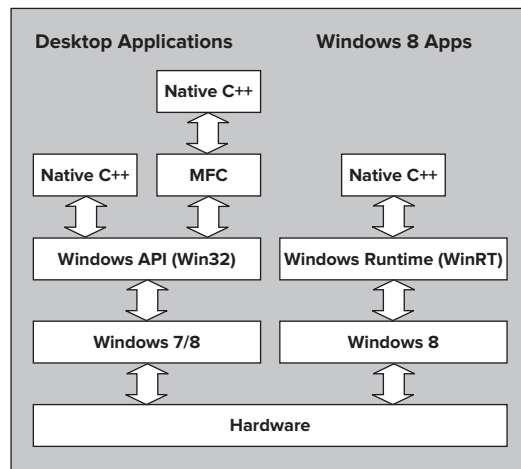 Desktop Applications
Windows 8 Apps
Native C++
Native C++
MFC
Native C++
Windows API (Win32)
Windows Runtime (WinRT)
Windows 7/8
Windows 8
Hardware